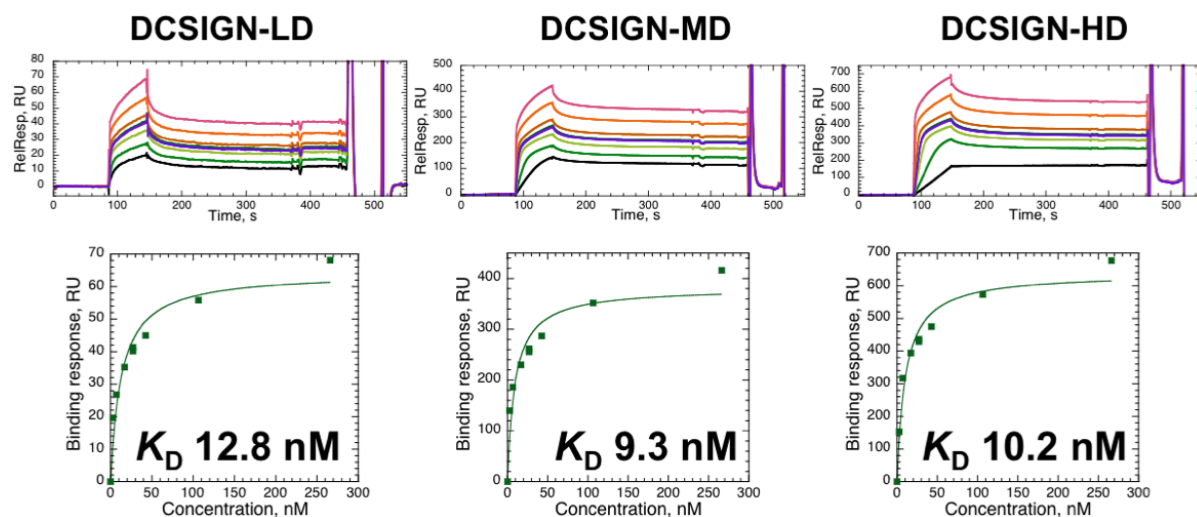 DCSIGN-LD DCSIGN-MD DCSIGN-HD
RelResp, RU
80
70
60
50
40
30
20
10
0
0 100 200 300 400 500
Time, s
RelResp, RU
500
400
300
200
100
0
0 100 200 300 400 500
Time, s
RelResp, RU
700
600
500
400
300
200
100
0
0 100 200 300 400 500
Time, s
Binding response, RU
70
60
50
40
30
20
10
0
K_D 12.8 nM
0 50 100 150 200 250 300
Concentration, nM
Binding response, RU
400
300
200
100
0
K_D 9.3 nM
0 50 100 150 200 250 300
Concentration, nM
Binding response, RU
700
600
500
400
300
200
100
0
K_D 10.2 nM
0 50 100 150 200 250 300
Concentration, nM